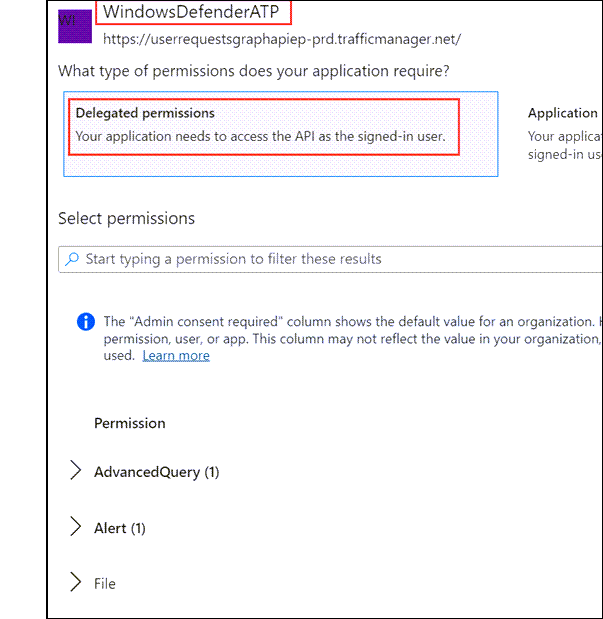 WI
WindowsDefenderATP
https://userrequestsgraphapiep-prd.trafficmanager.net/
What type of permissions does your application require?
Delegated permissions
Your application needs to access the API as the signed-in user.
Application
Your applica
signed-in us
Select permissions
Start typing a permission to filter these results
The "Admin consent required" column shows the default value for an organization.
permission, user, or app. This column may not reflect the value in your organization,
used. Learn more
Permission
AdvancedQuery (1)
Alert (1)
File